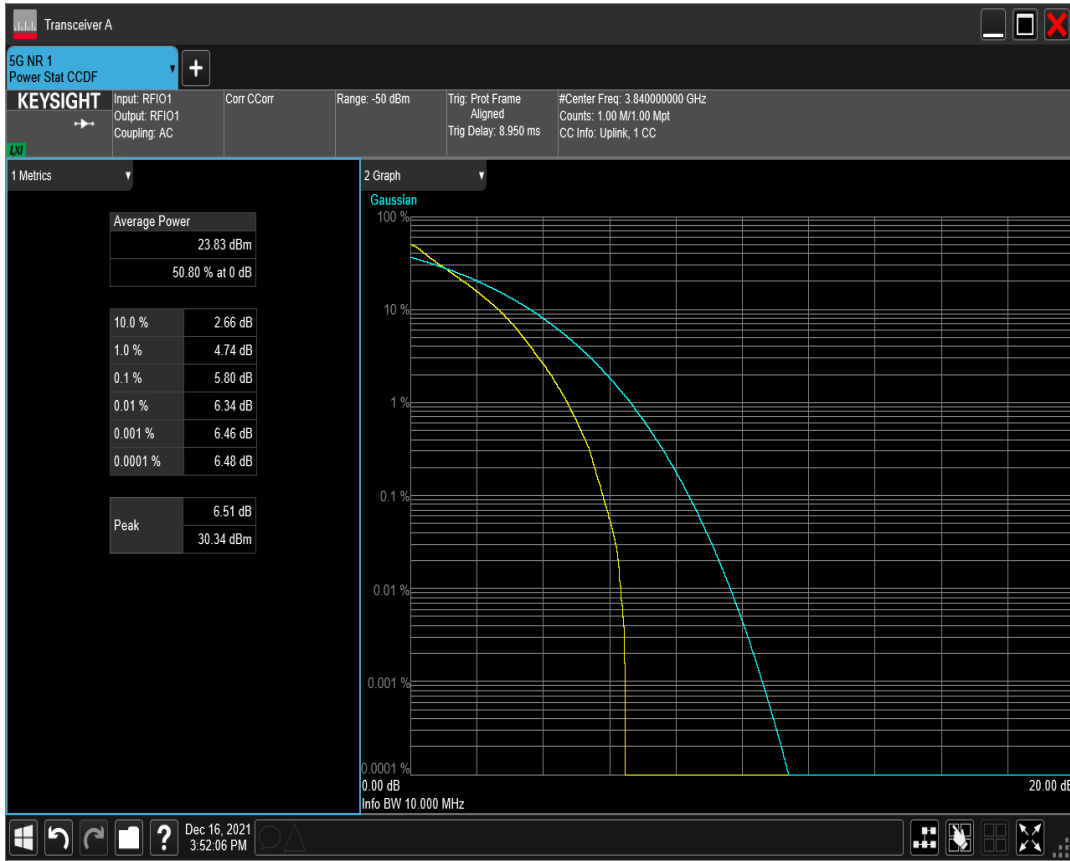 Transceiver A
5G NR 1
Power Stat CCDF
+
KEYSIGHT
LXI
Input: RFIO1
Output: RFIO1
Coupling: AC
Corr CCorr
Range: -50 dBm
Trig: Prot Frame
Aligned
Trig Delay: 8.950 ms
#Center Freq: 3.840000000 GHz
Counts: 1.00 M/1.00 Mpt
CC Info: Uplink, 1 CC
1 Metrics
Average Power
23.83 dBm
50.80 % at 0 dB
10.0 % 2.66 dB
1.0 % 4.74 dB
0.1 % 5.80 dB
0.01 % 6.34 dB
0.001 % 6.46 dB
0.0001 % 6.48 dB
Peak 6.51 dB
30.34 dBm
2 Graph
Gaussian
100 %
10 %
1 %
0.1 %
0.01 %
0.001 %
0.0001 %
0.00 dB 20.00 dB
Info BW 10.000 MHz
?
Dec 16, 2021
3:52:06 PM